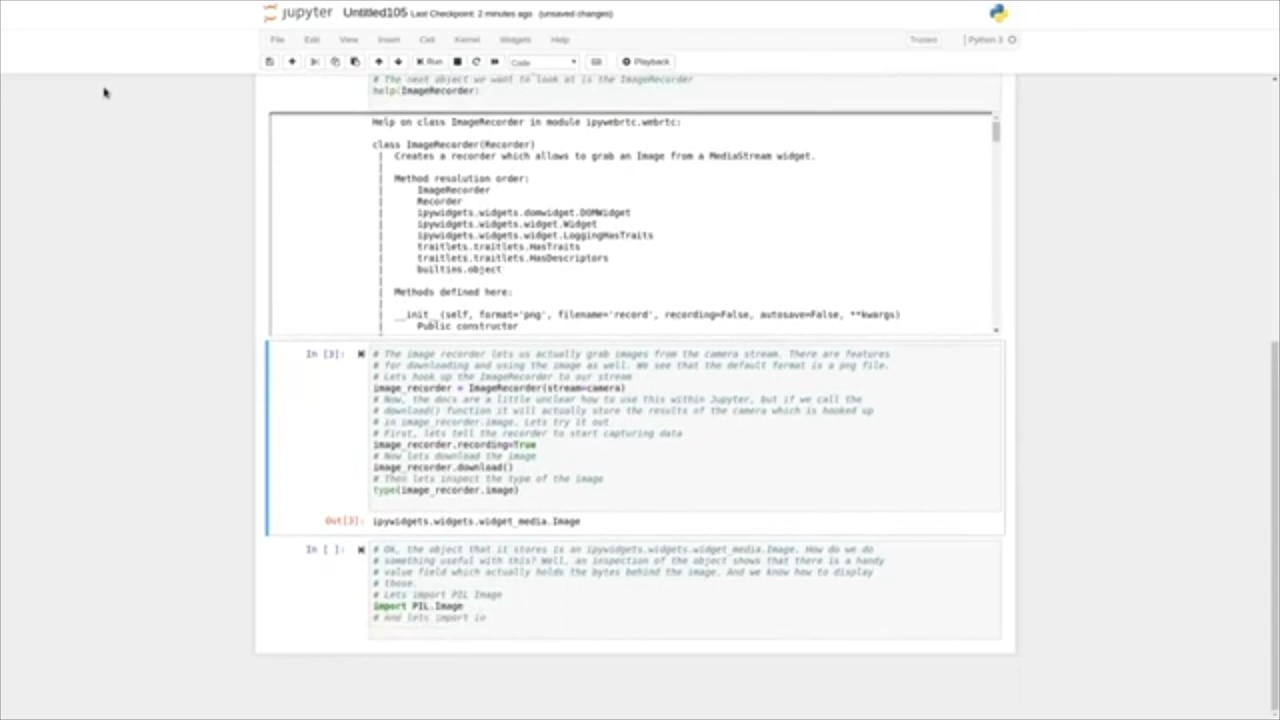 jupyter Untitled105 Last Checkpoint: 2 minutes ago (unsaved changes)
File Edit View Insert Cell Kernel Widgets Help Trusted Python 3
Run Code Playback
# The next object we want to look at is the ImageRecorder
help(ImageRecorder:
Help on class ImageRecorder in module ipywebrtc.webrtc:
class ImageRecorder(Recorder)
| Creates a recorder which allows to grab an Image from a MediaStream widget.
|
| Method resolution order:
| ImageRecorder
| Recorder
| ipywidgets.widgets.domwidget.DOMWidget
| ipywidgets.widgets.widget.Widget
| ipywidgets.widgets.widget.LoggingHasTraits
| traitlets.traitlets.HasTraits
| traitlets.traitlets.HasDescriptors
| builtins.object
|
| Methods defined here:
|
| __init__(self, format='png', filename='record', recording=False, autosave=False, **kwargs)
| Public constructor
In [3]: # The image recorder lets us actually grab images from the camera stream. There are features
# for downloading and using the image as well. We see that the default format is a png file.
# Lets hook up the ImageRecorder to our stream
image_recorder = ImageRecorder(stream=camera)
# Now, the docs are a little unclear how to use this within Jupyter, but if we call the
# download() function it will actually store the results of the camera which is hooked up
# in image_recorder.image. Lets try it out
# First, lets tell the recorder to start capturing data
image_recorder.recording=True
# Now lets download the image
image_recorder.download()
# Then lets inspect the type of the image
type(image_recorder.image)
Out[3]: ipywidgets.widgets.widget_media.Image
In [ ]: # Ok, the object that it stores is an ipywidgets.widgets.widget_media.Image. How do we do
# something useful with this? Well, an inspection of the object shows that there is a handy
# value field which actually holds the bytes behind the image. And we know how to display
# those.
# Lets import PIL Image
import PIL.Image
# And lets import io